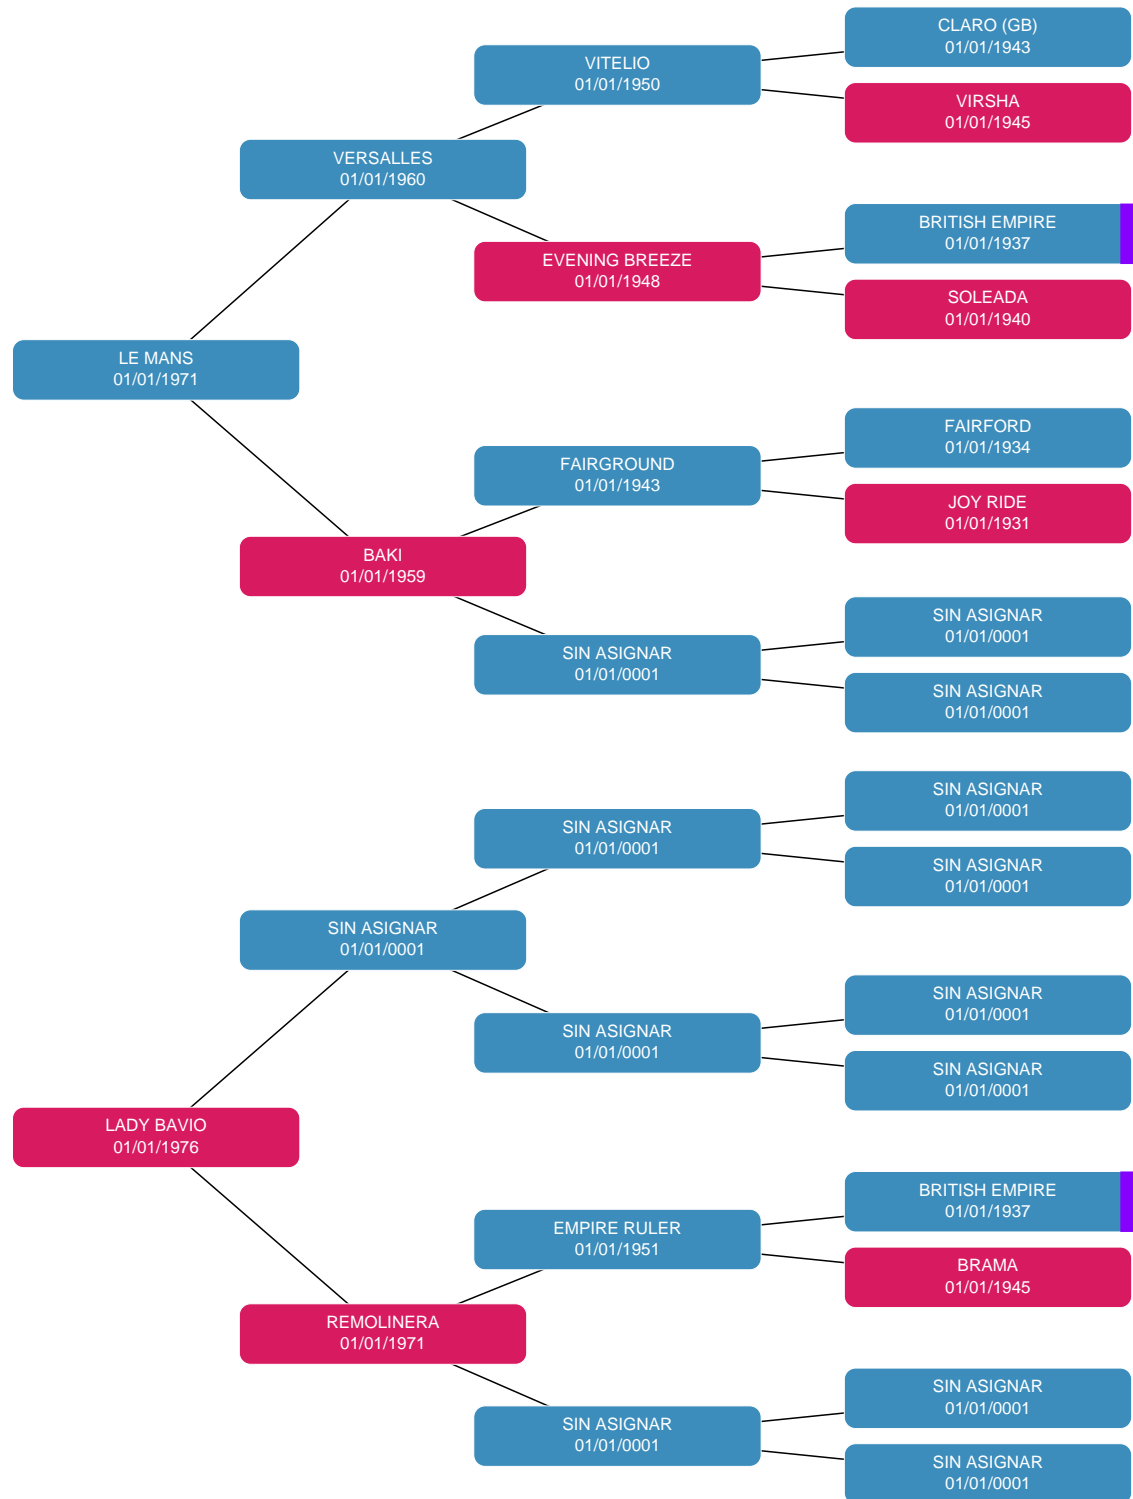 CLARO (GB)
01/01/1943
VITELIO
01/01/1950
VIRSHA
01/01/1945
VERSALLES
01/01/1960
BRITISH EMPIRE
01/01/1937
EVENING BREEZE
01/01/1948
SOLEADA
01/01/1940
LE MANS
01/01/1971
FAIRFORD
01/01/1934
FAIRGROUND
01/01/1943
JOY RIDE
01/01/1931
BAKI
01/01/1959
SIN ASIGNAR
01/01/0001
SIN ASIGNAR
01/01/0001
SIN ASIGNAR
01/01/0001
SIN ASIGNAR
01/01/0001
SIN ASIGNAR
01/01/0001
SIN ASIGNAR
01/01/0001
SIN ASIGNAR
01/01/0001
SIN ASIGNAR
01/01/0001
SIN ASIGNAR
01/01/0001
SIN ASIGNAR
01/01/0001
LADY BAVIO
01/01/1976
BRITISH EMPIRE
01/01/1937
EMPIRE RULER
01/01/1951
BRAMA
01/01/1945
REMOLINERA
01/01/1971
SIN ASIGNAR
01/01/0001
SIN ASIGNAR
01/01/0001
SIN ASIGNAR
01/01/0001